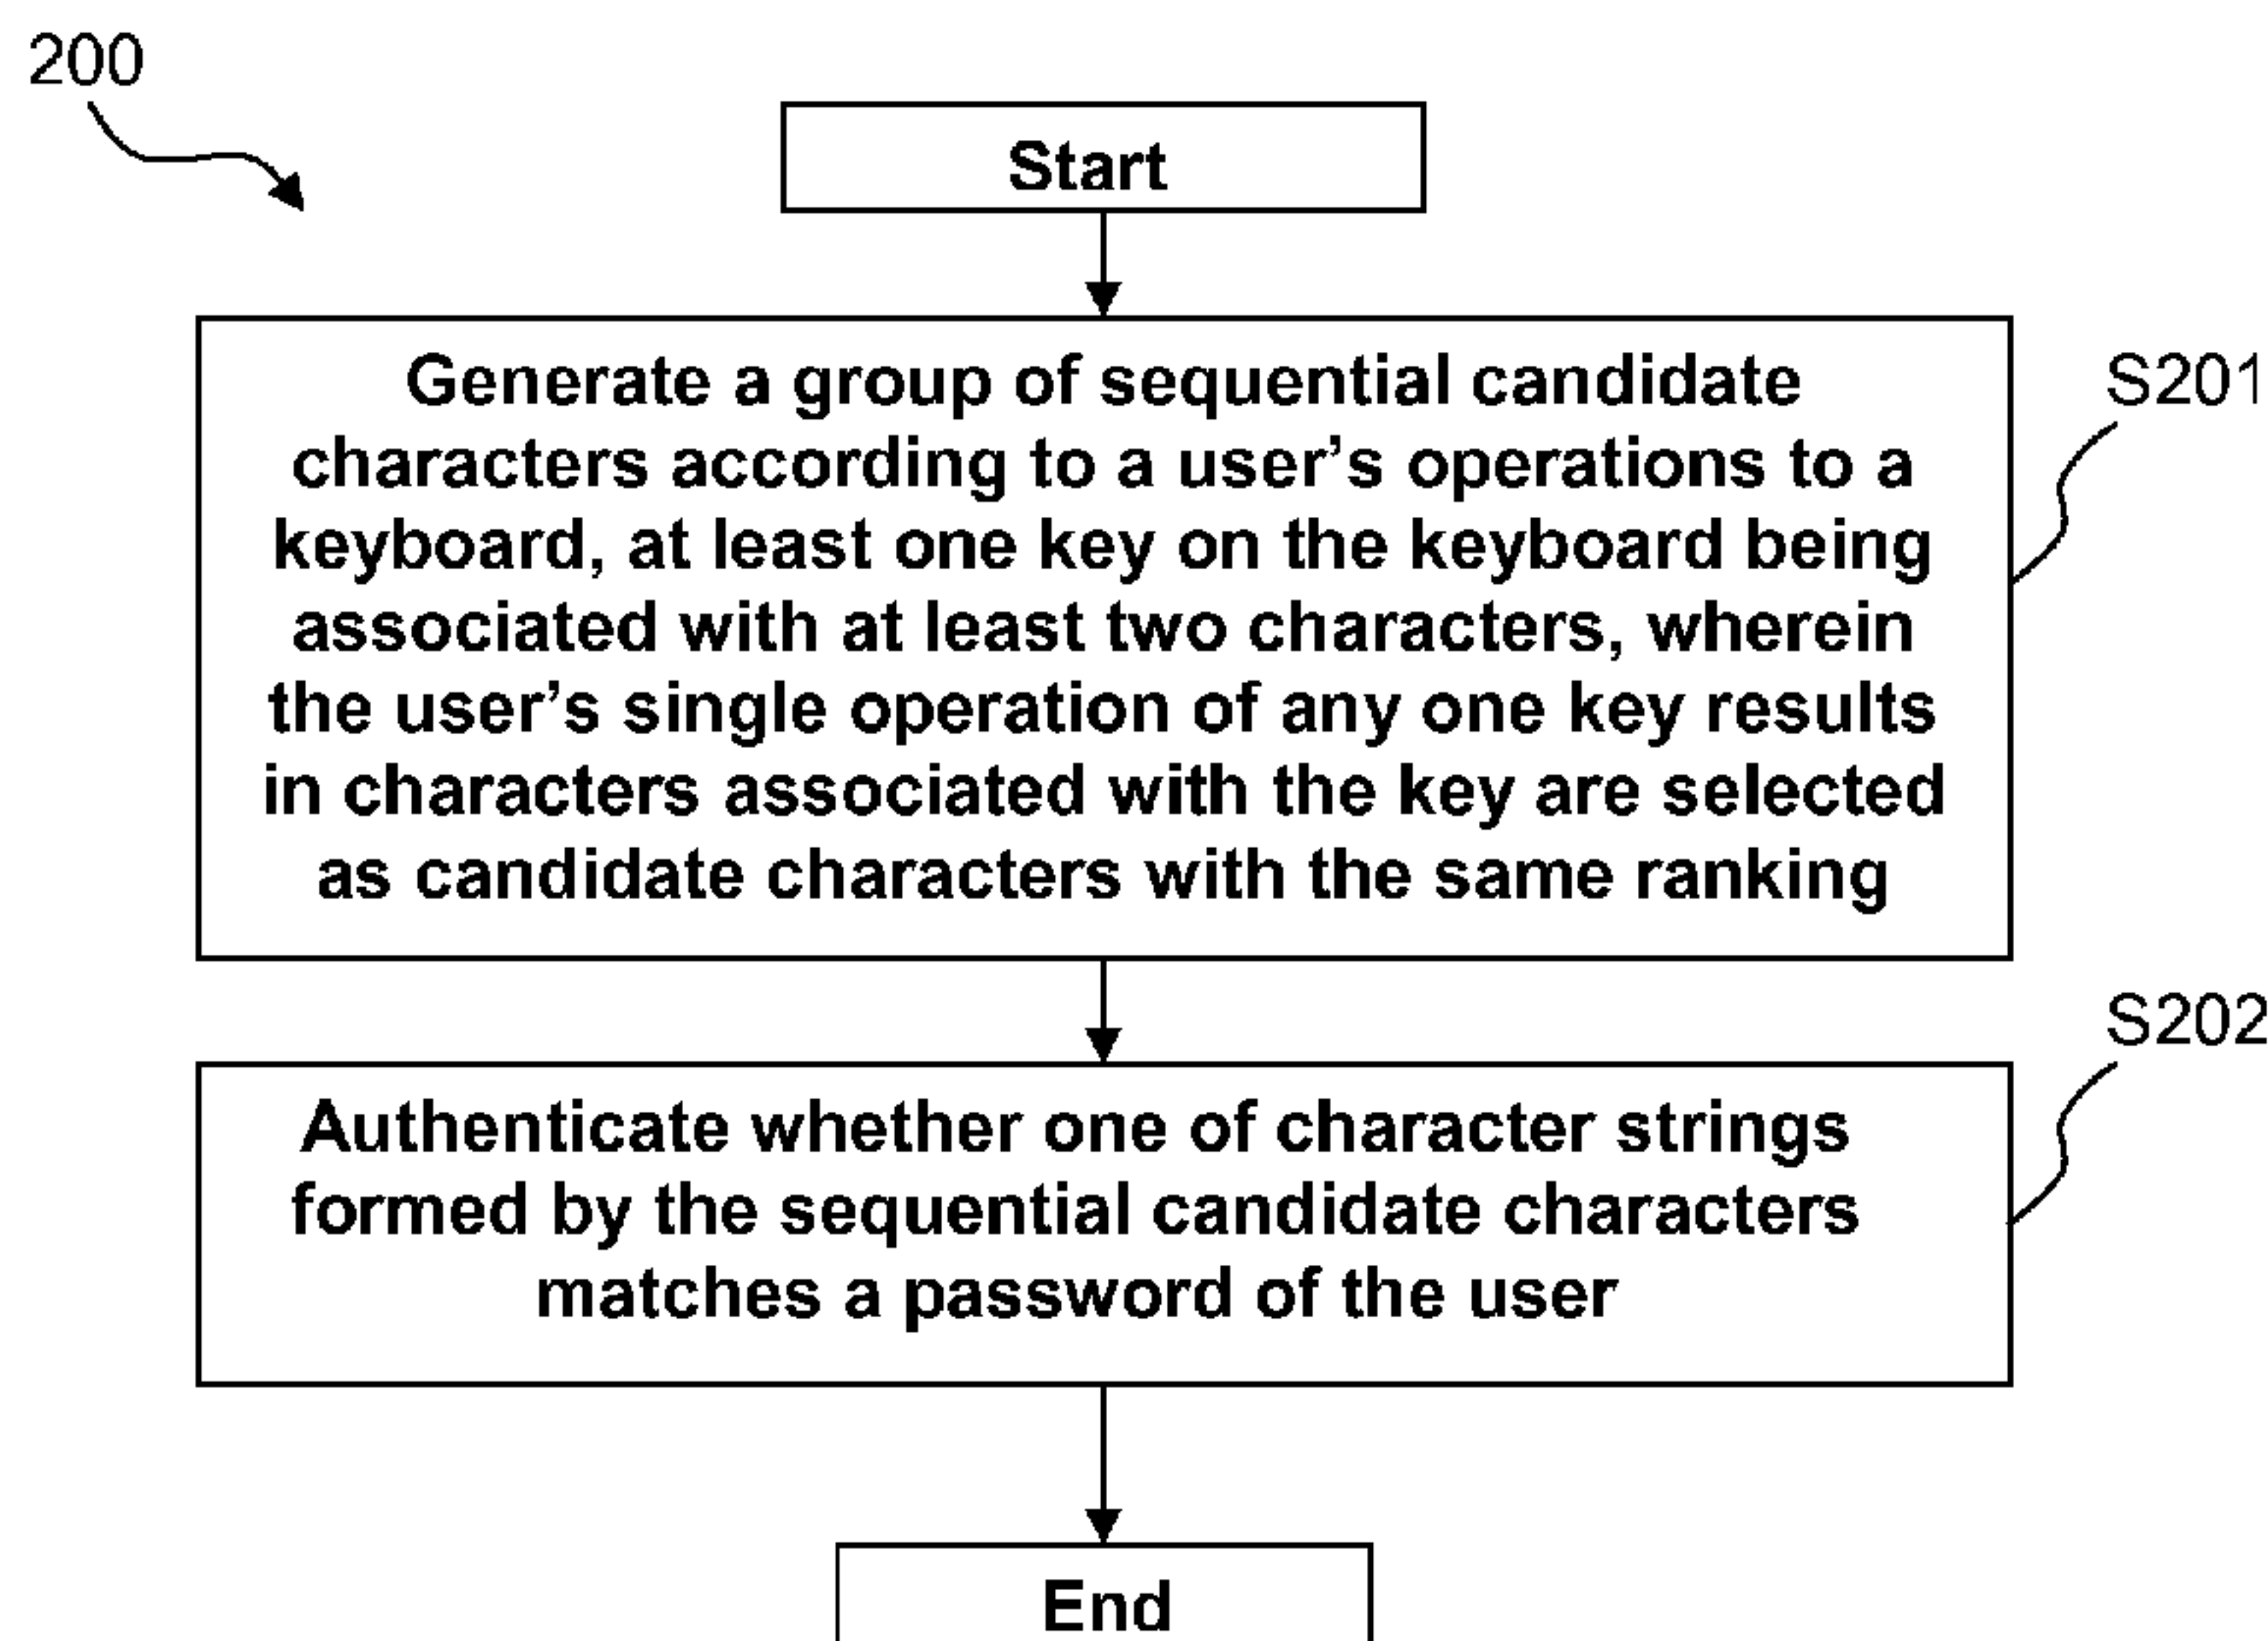 200
Start
Generate a group of sequential candidate
characters according to a user's operations to a
keyboard, at least one key on the keyboard being
associated with at least two characters, wherein
the user's single operation of any one key results
in characters associated with the key are selected
as candidate characters with the same ranking
S201
Authenticate whether one of character strings
formed by the sequential candidate characters
matches a password of the user
S202
End